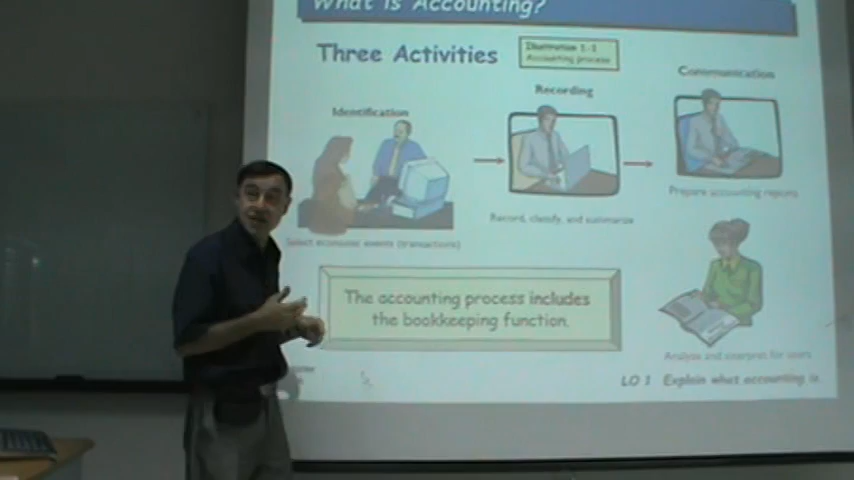 What is Accounting?
Three Activities
Illustration 1-1
Accounting process
Communication
Recording
Identification
Prepare accounting reports
Record, classify, and summarize
Select economic events (transactions)
The accounting process includes
the bookkeeping function.
Analyze and interpret for users
LO 1 Explain what accounting is.